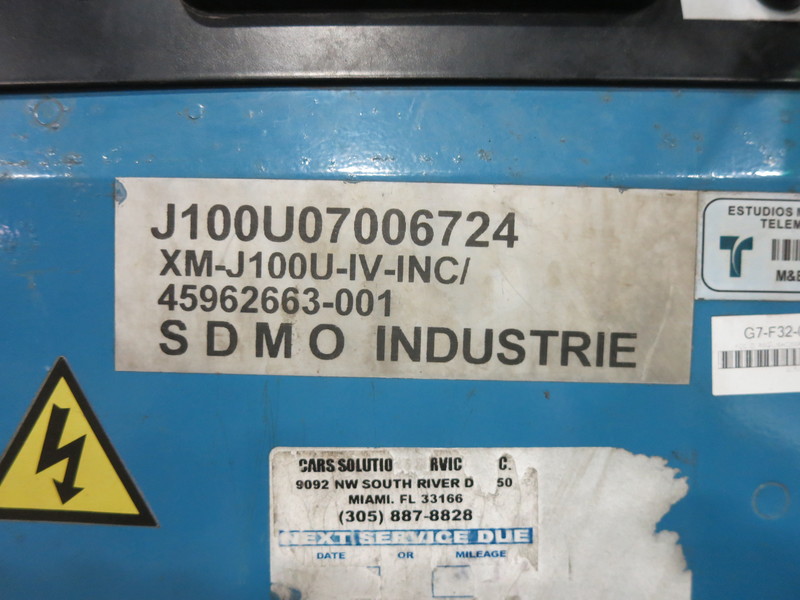 J100U07006724
XM-J100U-IV-INC/
45962663-001
SDMO INDUSTRIE
ESTUDIOS
TELEM
M&E
G7-F32-
CARS SOLUTIO RVIC C.
9092 NW SOUTH RIVER D 50
MIAMI. FL 33166
(305) 887-8828
NEXT SERVICE DUE
DATE OR MILEAGE